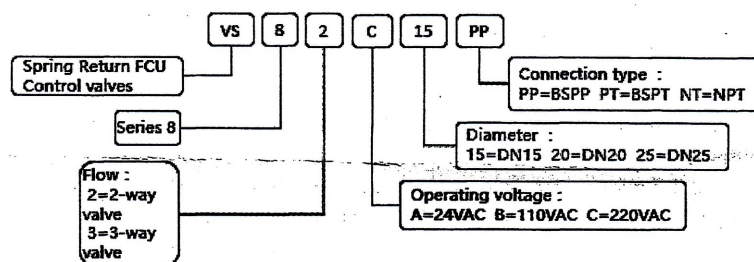 VS 8 2 C 15 PP
Spring Return FCU
Control valves
Connection type :
PP=BSPP PT=BSPT NT=NPT
Series 8
Diameter :
15=DN15 20=DN20 25=DN25
Flow :
2=2-way
valve
3=3-way
valve
Operating voltage :
A=24VAC B=110VAC C=220VAC